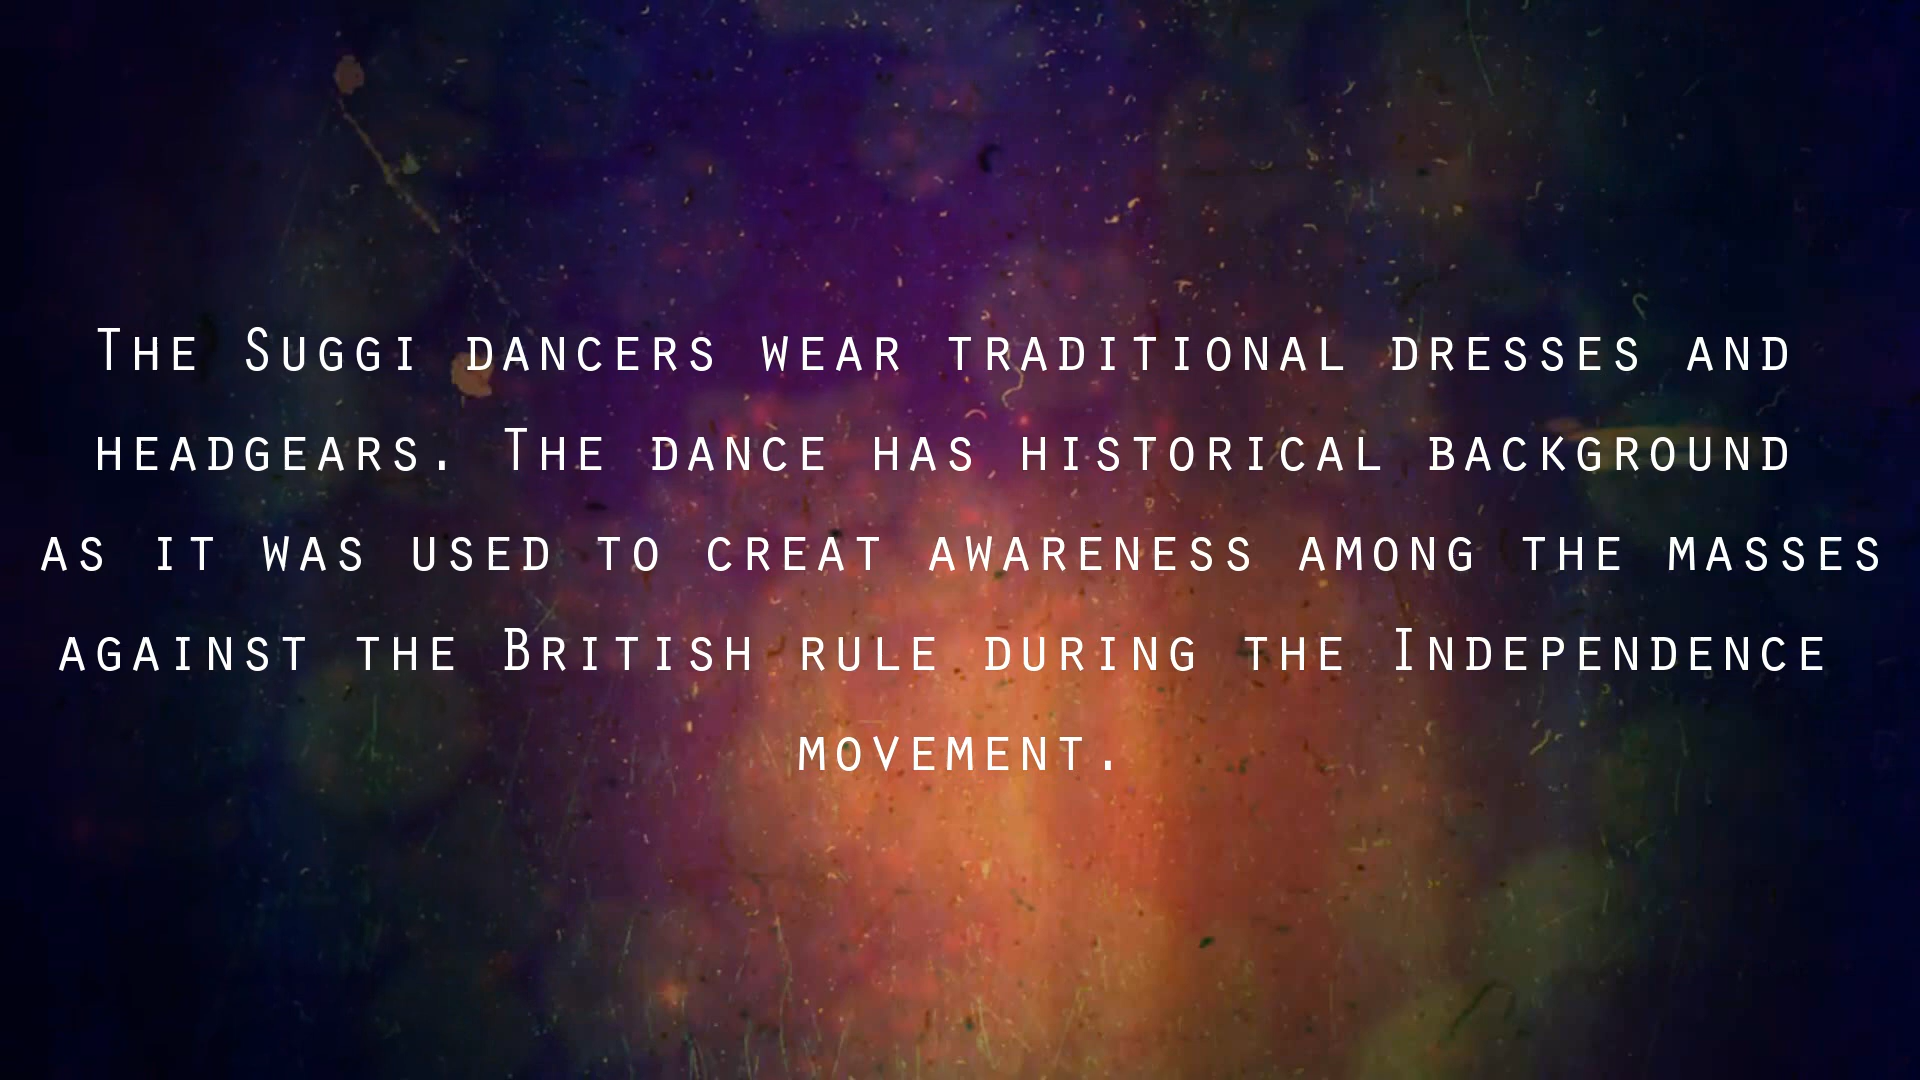 The Suggi dancers wear traditional dresses and
headgears. The dance has historical background
as it was used to creat awareness among the masses
against the British rule during the Independence
movement.